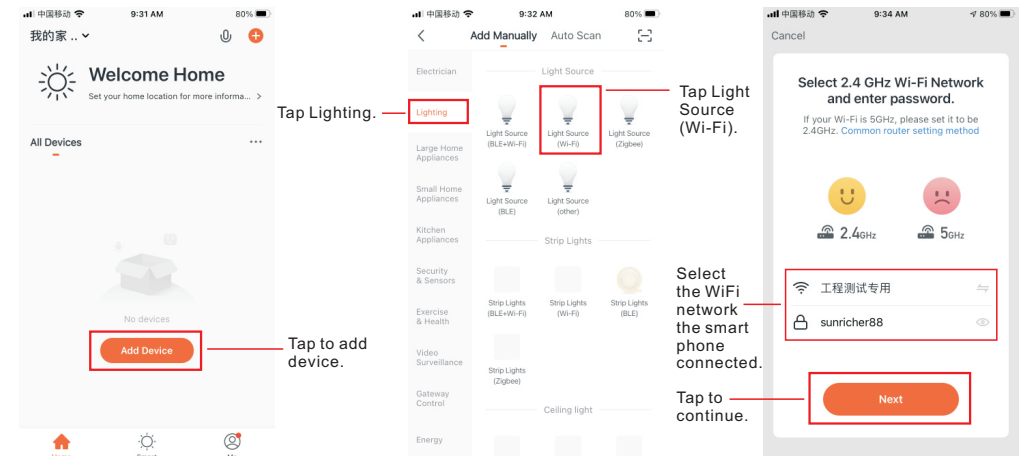 中国移动 9:31 AM 80%
我的家 ..
Welcome Home
Set your home location for more informa... >
All Devices
...
No devices
Add Device
Home
Smart
Me
Tap Lighting.
Tap to add
device.
中国移动 9:32 AM 80%
Add Manually Auto Scan
Electrician
Lighting
Large Home
Appliances
Small Home
Appliances
Kitchen
Appliances
Security
& Sensors
Exercise
& Health
Video
Surveillance
Gateway
Control
Energy
Light Source
Light Source
(BLE+Wi-Fi)
Light Source
(Wi-Fi)
Light Source
(Zigbee)
Light Source
(BLE)
Light Source
(other)
Strip Lights
Strip Lights
(BLE+Wi-Fi)
Strip Lights
(Wi-Fi)
Strip Lights
(BLE)
Strip Lights
(Zigbee)
Ceiling light
Tap Light
Source
(Wi-Fi).
Select
the WiFi
network
the smart
phone
connected.
Tap to
continue.
中国移动 9:34 AM 80%
Cancel
Select 2.4 GHz Wi-Fi Network
and enter password.
If your Wi-Fi is 5GHz, please set it to be
2.4GHz. Common router setting method
2.4GHz
5GHz
工程测试专用
sunricher88
Next